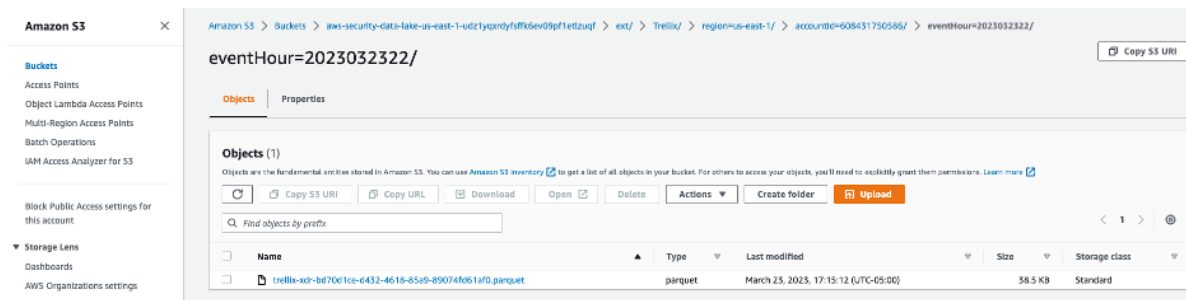 Amazon S3
Amazon S3 > Buckets > aws-security-data-lake-us-east-1-udz1yqxrdyfsffk6ev09pf1etlzuqf > ext/ > Trellix/ > region=us-east-1/ > accountId=608431750586/ > eventHour=2023032322/
eventHour=2023032322/
Copy S3 URI
Buckets
Access Points
Object Lambda Access Points
Multi-Region Access Points
Batch Operations
IAM Access Analyzer for S3
Block Public Access settings for
this account
Storage Lens
Dashboards
AWS Organizations settings
Objects
Properties
Objects (1)
Objects are the fundamental entities stored in Amazon S3. You can use Amazon S3 inventory to get a list of all objects in your bucket. For others to access your objects, you'll need to explicitly grant them permissions. Learn more
Copy S3 URI Copy URL Download Open Delete Actions Create folder Upload
Find objects by prefix
1
Name Type Last modified Size Storage class
trellix-xdr-bd70d1ce-d432-4618-85a9-89074fd61af0.parquet parquet March 23, 2023, 17:15:12 (UTC-05:00) 38.5 KB Standard